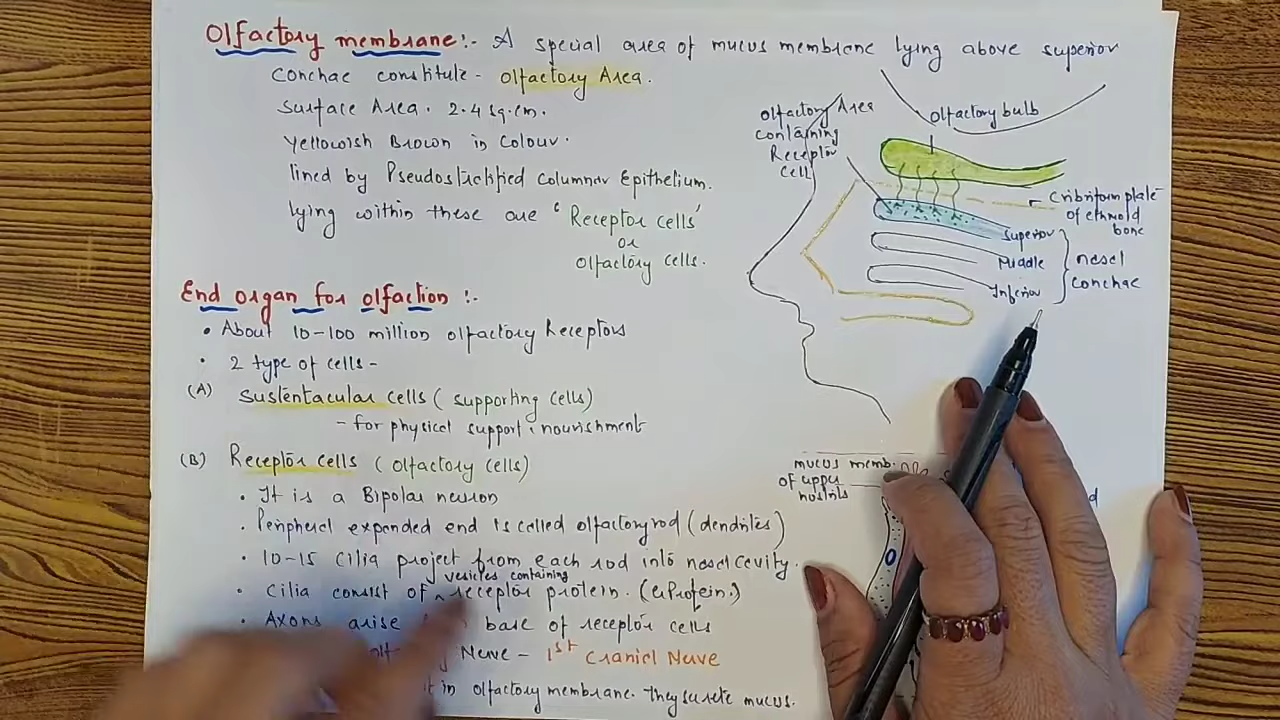 Olfactory membrane:- A special area of mucus membrane lying above superior
Conchae constitute - Olfactory Area.
Surface Area. 2.4 sq.cm.
Yellowish Brown in Colour.
lined by Pseudostratified Columnar Epithelium.
lying within these are 'Receptor cells'
or
Olfactory cells.
End organ for olfaction :-
• About 10-100 million olfactory Receptors
• 2 type of cells -
(A) Sustentacular cells (supporting cells)
- for physical support & nourishment
(B) Receptor cells (olfactory cells)
• It is a Bipolar neuron
• Peripheral expanded end is called olfactory rod (dendrites)
• 10-15 Cilia project from each rod into nasal cavity.
vesicles containing
• Cilia consist of ^ receptor protein. (G Protein.)
• Axons arise base of receptor cells
Nerve - 1st Cranial Nerve
in olfactory membrane. They secrete mucus.
Olfactory Area
containing
Receptor
Cell
Olfactory bulb
Cribriform plate
of ethmoid
bone
Superior
Middle
Inferior
nasal
conchae
mucus memb.
of upper
nostrils